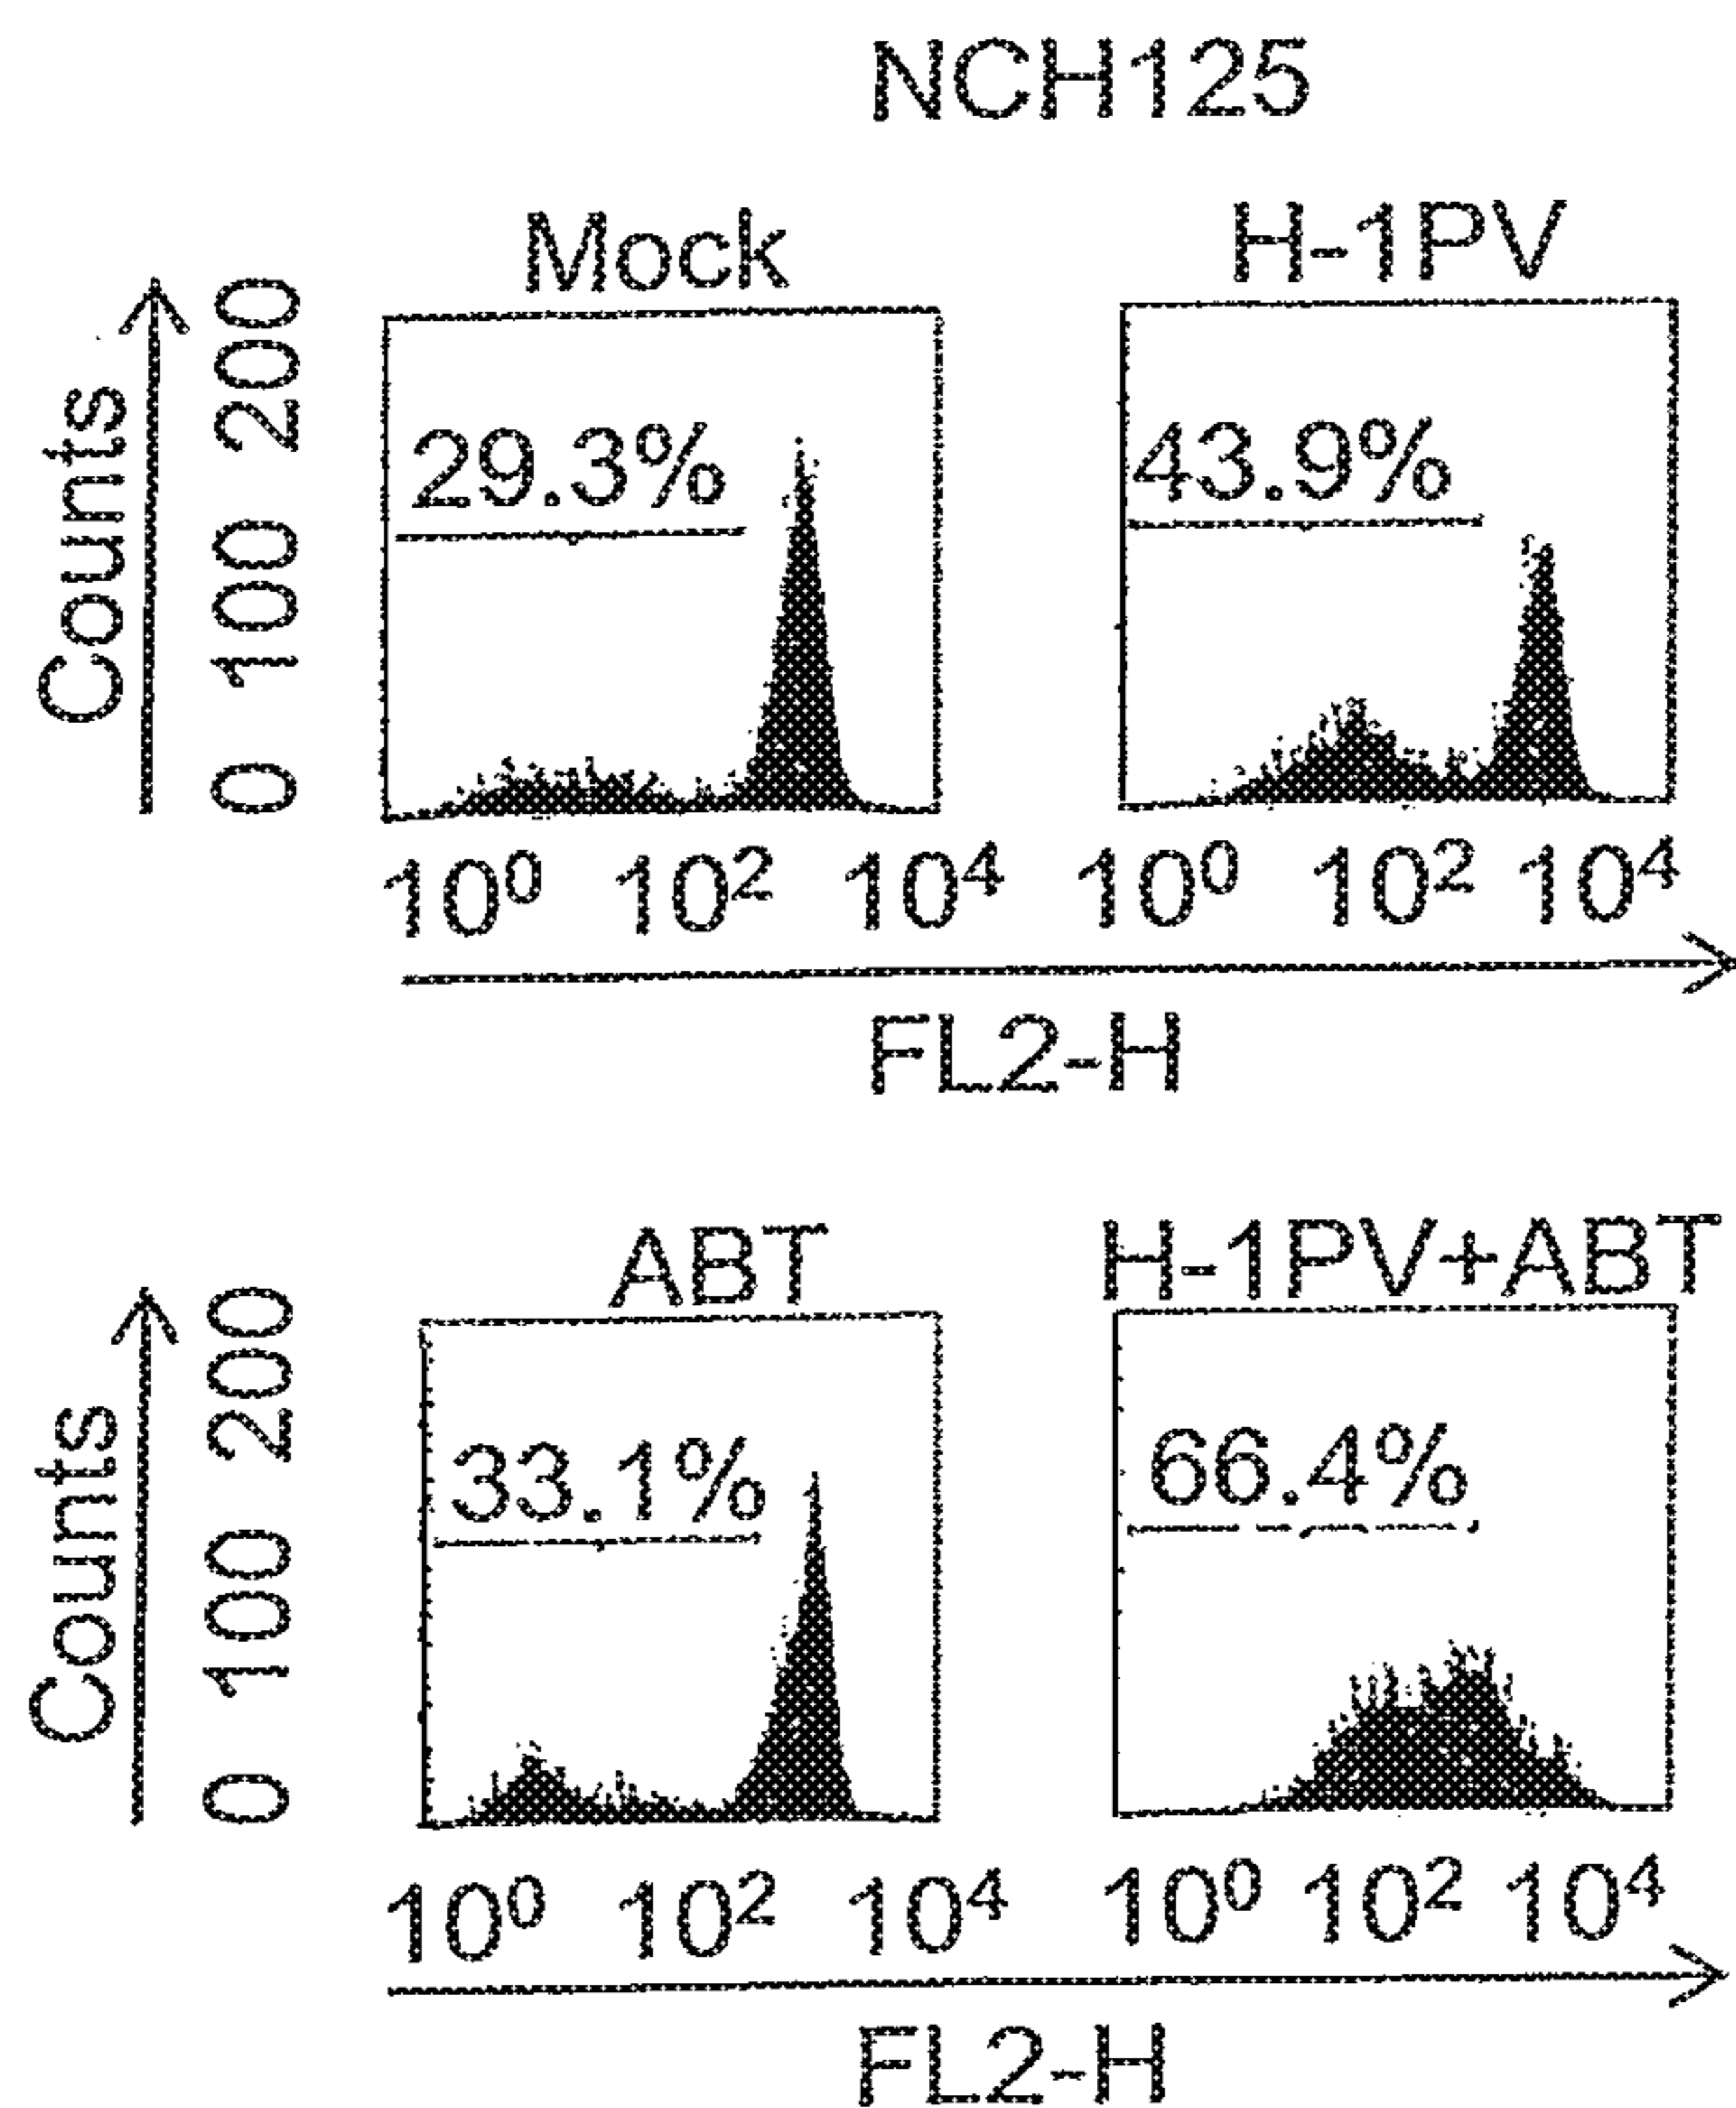 NCH125
Mock H-1PV
Counts
0 100 200
29.3% 43.9%
10⁰ 10² 10⁴ 10⁰ 10² 10⁴
FL2-H
ABT H-1PV+ABT
Counts
0 100 200
33.1% 66.4%
10⁰ 10² 10⁴ 10⁰ 10² 10⁴
FL2-H